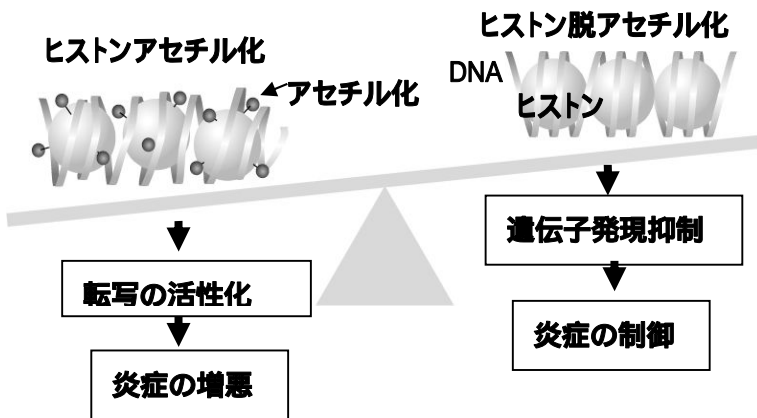 ヒストンアセチル化
アセチル化
転写の活性化
炎症の増悪
ヒストン脱アセチル化
DNA
ヒストン
遺伝子発現抑制
炎症の制御